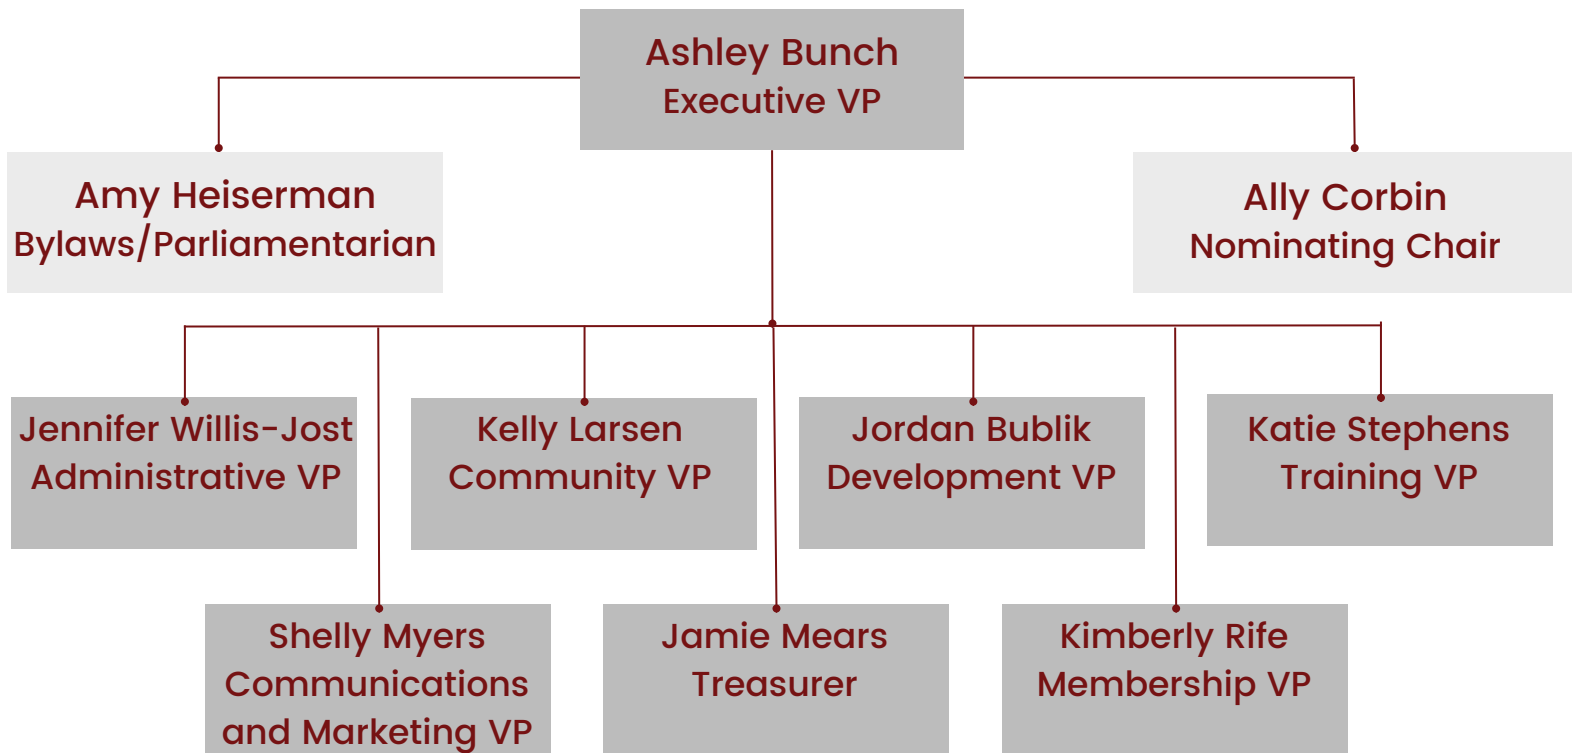 Ashley Bunch
Executive VP
Amy Heiserman
Bylaws/Parliamentarian
Ally Corbin
Nominating Chair
Jennifer Willis-Jost
Administrative VP
Kelly Larsen
Community VP
Jordan Bublik
Development VP
Katie Stephens
Training VP
Shelly Myers
Communications
and Marketing VP
Jamie Mears
Treasurer
Kimberly Rife
Membership VP